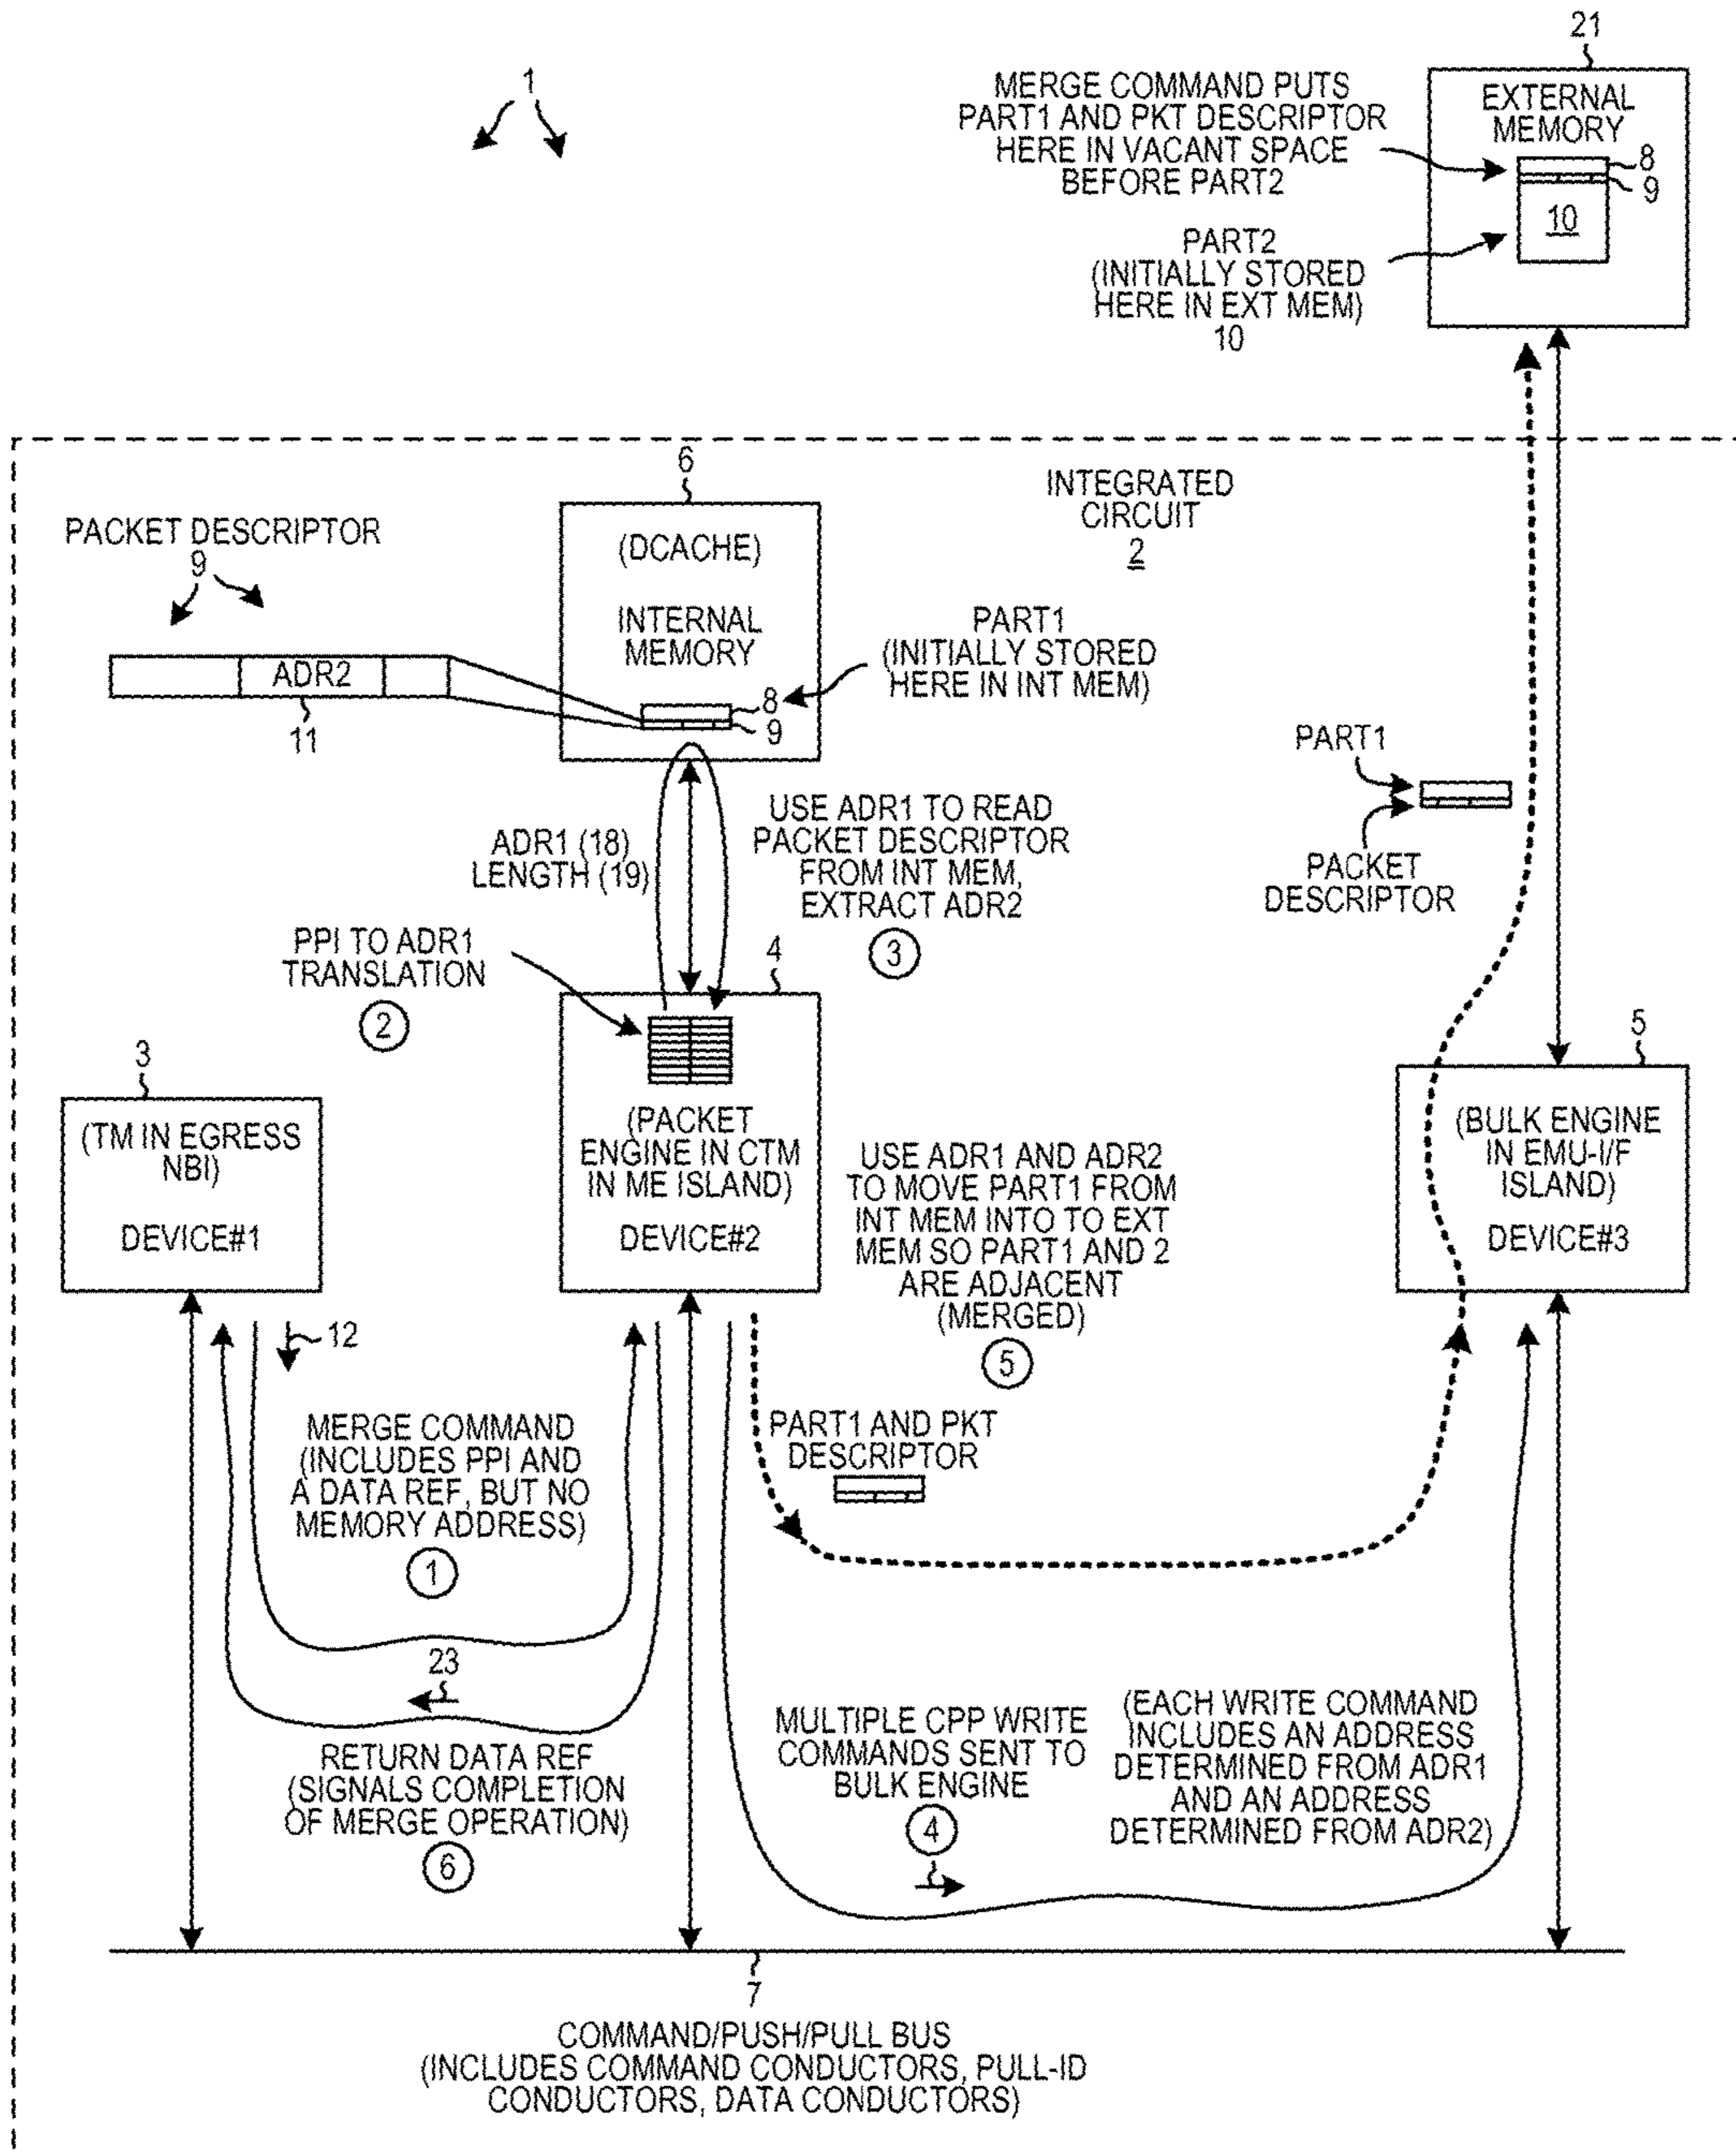 21
1
MERGE COMMAND PUTS
PART1 AND PKT DESCRIPTOR
HERE IN VACANT SPACE
BEFORE PART2
EXTERNAL
MEMORY
8
9
10
PART2
(INITIALLY STORED
HERE IN EXT MEM)
10
6
INTEGRATED
CIRCUIT
2
PACKET DESCRIPTOR
9
(DCACHE)
INTERNAL
MEMORY
PART1
(INITIALLY STORED
HERE IN INT MEM)
ADR2
11
8
9
PART1
PACKET
DESCRIPTOR
ADR1 (18)
LENGTH (19)
USE ADR1 TO READ
PACKET DESCRIPTOR
FROM INT MEM,
EXTRACT ADR2
3
PPI TO ADR1
TRANSLATION
2
4
3
5
(TM IN EGRESS
NBI)
DEVICE#1
(PACKET
ENGINE IN CTM
IN ME ISLAND)
DEVICE#2
USE ADR1 AND ADR2
TO MOVE PART1 FROM
INT MEM INTO TO EXT
MEM SO PART1 AND 2
ARE ADJACENT
(MERGED)
5
(BULK ENGINE
IN EMU-I/F
ISLAND)
DEVICE#3
12
MERGE COMMAND
(INCLUDES PPI AND
A DATA REF, BUT NO
MEMORY ADDRESS)
1
PART1 AND PKT
DESCRIPTOR
23
RETURN DATA REF
(SIGNALS COMPLETION
OF MERGE OPERATION)
6
MULTIPLE CPP WRITE
COMMANDS SENT TO
BULK ENGINE
4
(EACH WRITE COMMAND
INCLUDES AN ADDRESS
DETERMINED FROM ADR1
AND AN ADDRESS
DETERMINED FROM ADR2)
7
COMMAND/PUSH/PULL BUS
(INCLUDES COMMAND CONDUCTORS, PULL-ID
CONDUCTORS, DATA CONDUCTORS)